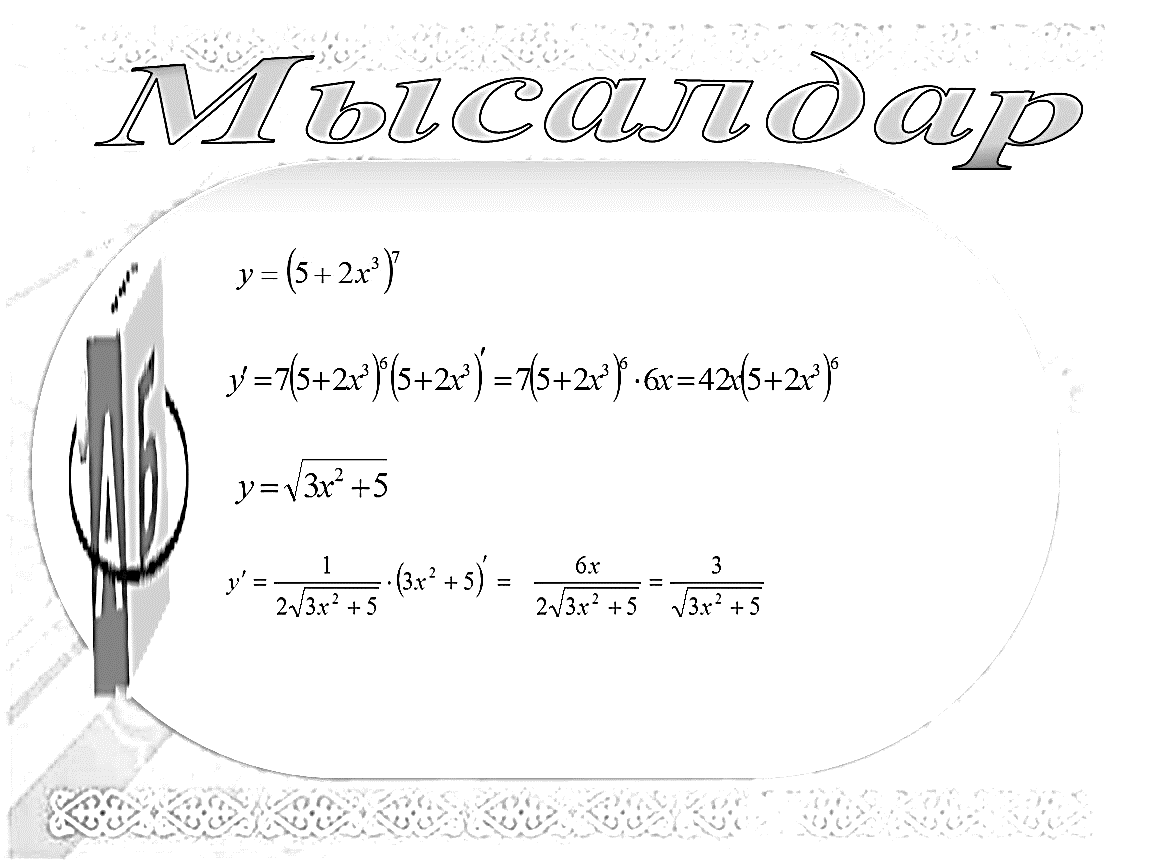 Мысалдар
y = (5 + 2x³)⁷
y′ = 7(5+2x³)⁶(5+2x³)′ = 7(5+2x³)⁶ · 6x = 42x(5+2x³)⁶
y = √(3x² + 5)
y′ = 1/(2√(3x² + 5)) · (3x² + 5)′ = 6x/(2√(3x² + 5)) = 3/√(3x² + 5)